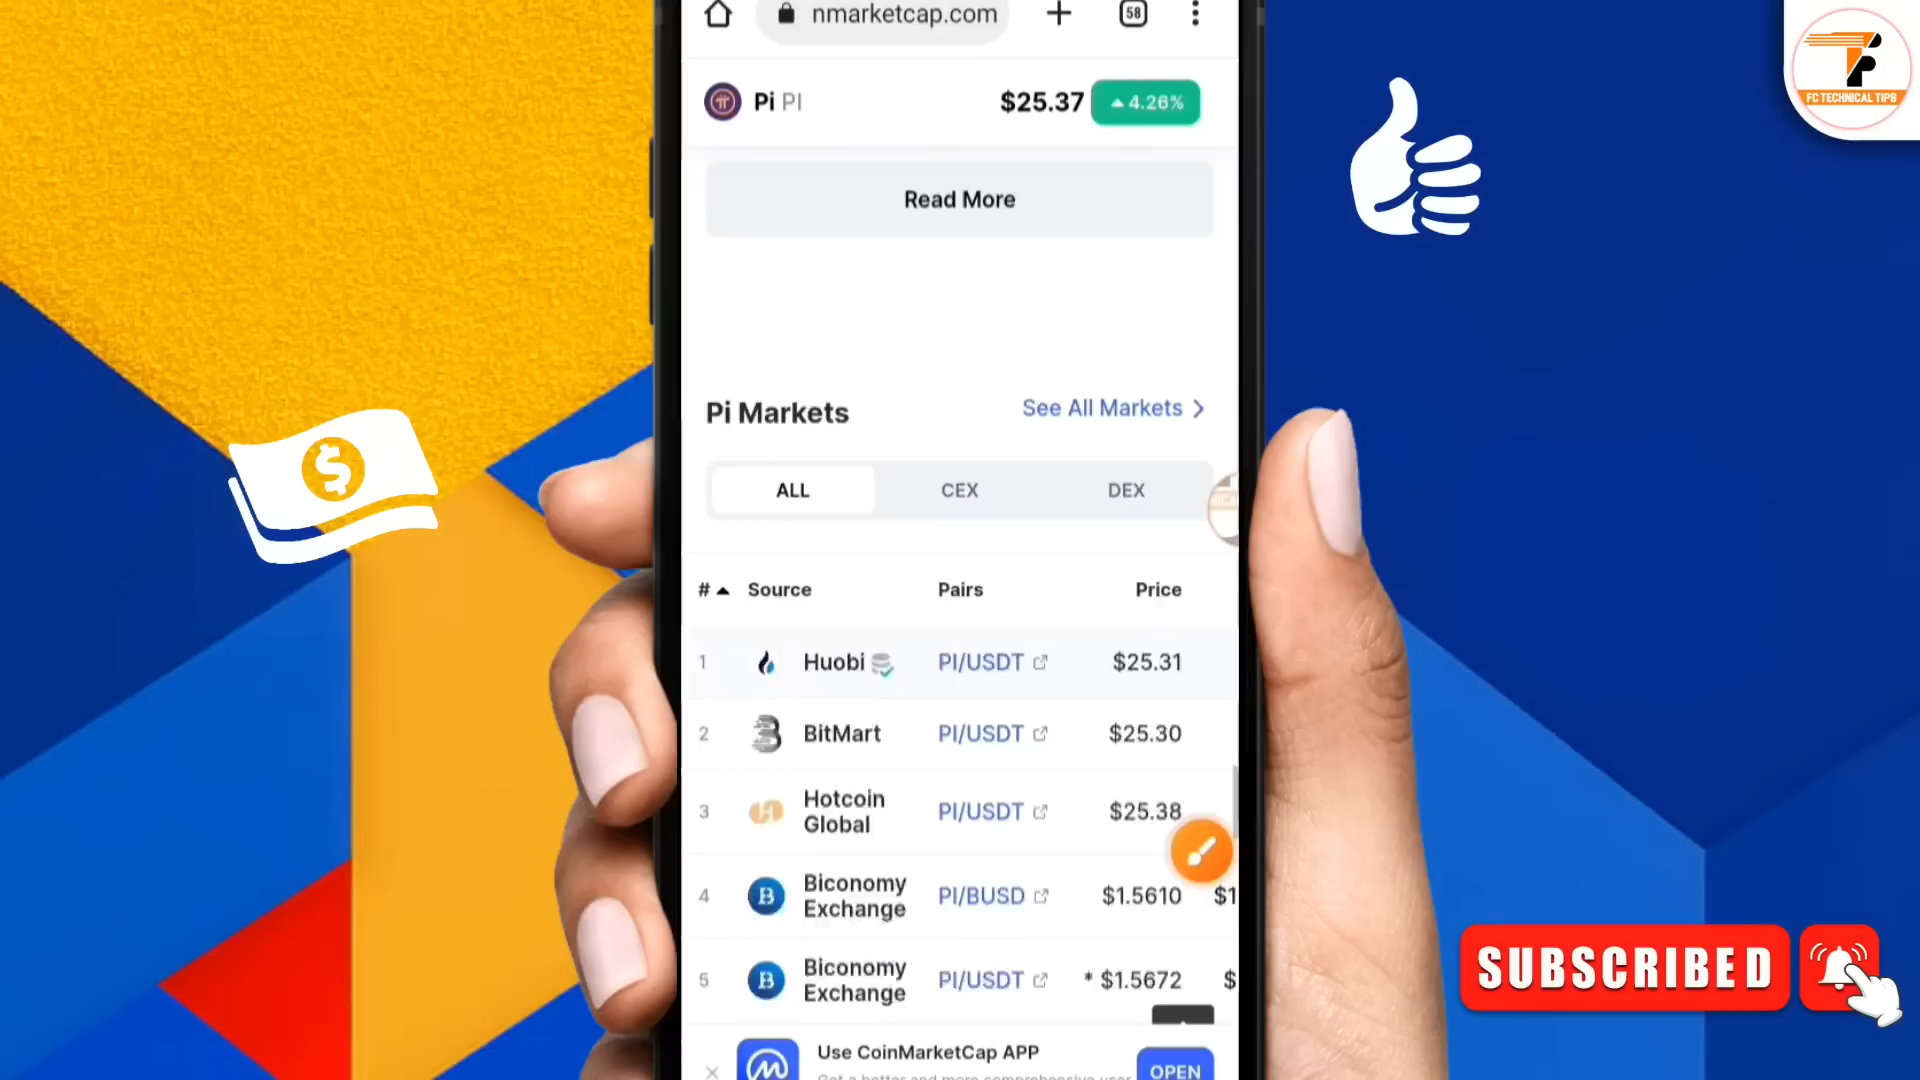 nmarketcap.com
58
Pi PI
$25.37
4.26%
FC TECHNICAL TIPS
Read More
$
Pi Markets
See All Markets
ALL
CEX
DEX
#
Source
Pairs
Price
1
Huobi
PI/USDT
$25.31
2
BitMart
PI/USDT
$25.30
3
Hotcoin
Global
PI/USDT
$25.38
4
Biconomy
Exchange
PI/BUSD
$1.5610
$1
5
Biconomy
Exchange
PI/USDT
* $1.5672
$
SUBSCRIBED
Use CoinMarketCap APP
OPEN